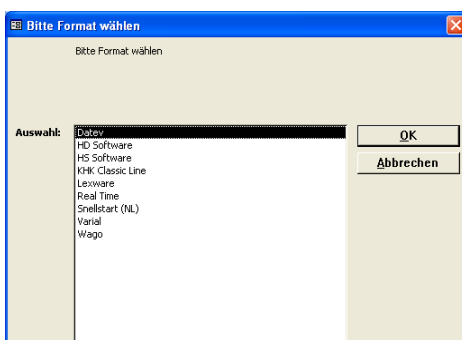 Bitte Format wählen
Bitte Format wählen
Auswahl:
Datev
HD Software
HS Software
KHK Classic Line
Lexware
Real Time
Snellstart (NL)
Varial
Wago
OK
Abbrechen